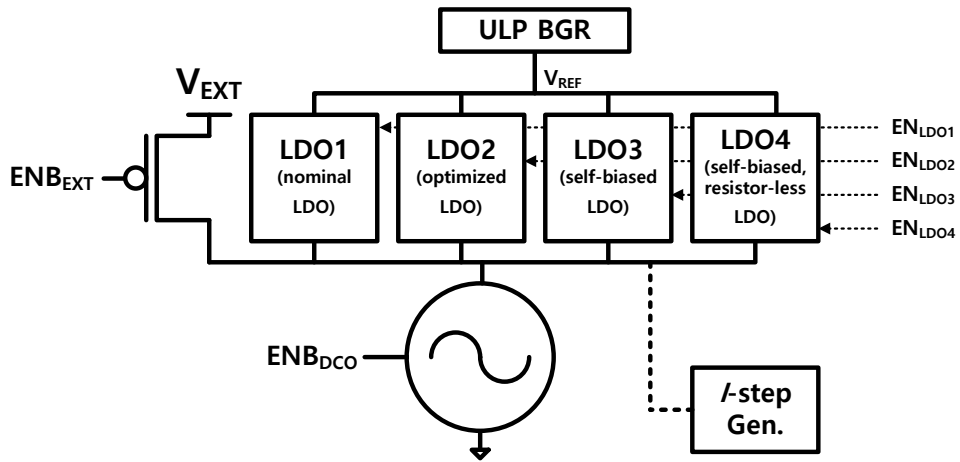 ULP BGR
V_REF
V_EXT
LDO1
(nominal
LDO)
LDO2
(optimized
LDO)
LDO3
(self-biased
LDO)
LDO4
(self-biased,
resistor-less
LDO)
EN_LDO1
EN_LDO2
EN_LDO3
EN_LDO4
ENB_EXT
ENB_DCO
I-step
Gen.